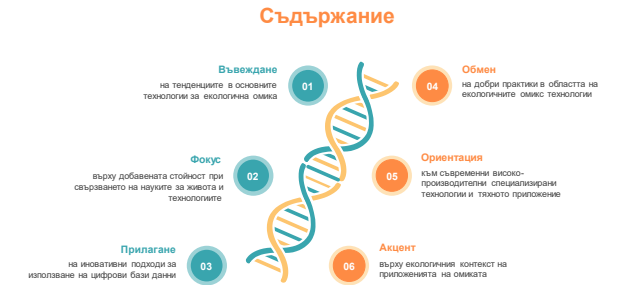 Съдържание
Въвеждане
на тенденциите в основните
технологии за екологична омика
01
Фокус
върху добавената стойност при
свързването на науките за живота и
технологиите
02
Прилагане
на иновативни подходи за
използване на цифрови бази данни
03
04
Обмен
на добри практики в областта на
екологичните омикс технологии
05
Ориентация
към съвременни високо-
производителни специализирани
технологии и тяхното приложение
06
Акцент
върху екологичния контекст на
приложенията на омиката